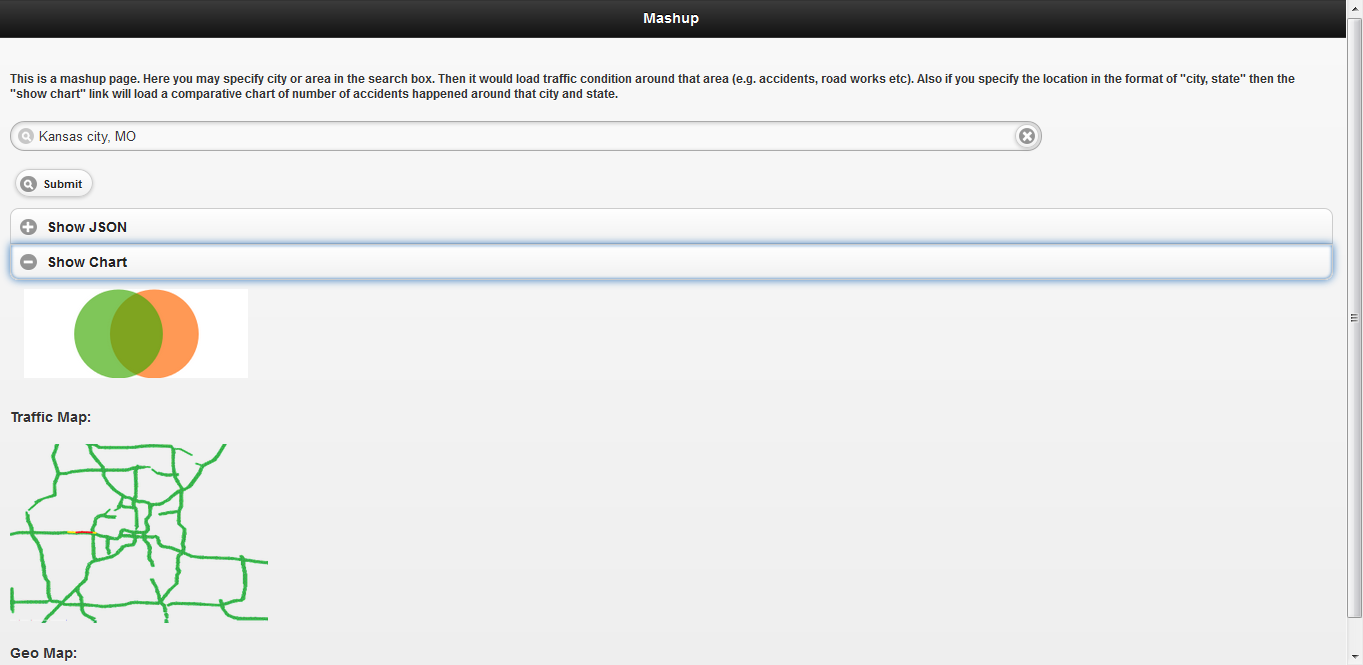 Mashup
This is a mashup page. Here you may specify city or area in the search box. Then it would load traffic condition around that area (e.g. accidents, road works etc). Also if you specify the location in the format of "city, state" then the
"show chart" link will load a comparative chart of number of accidents happened around that city and state.
Kansas city, MO
Submit
Show JSON
Show Chart
Traffic Map:
Geo Map: